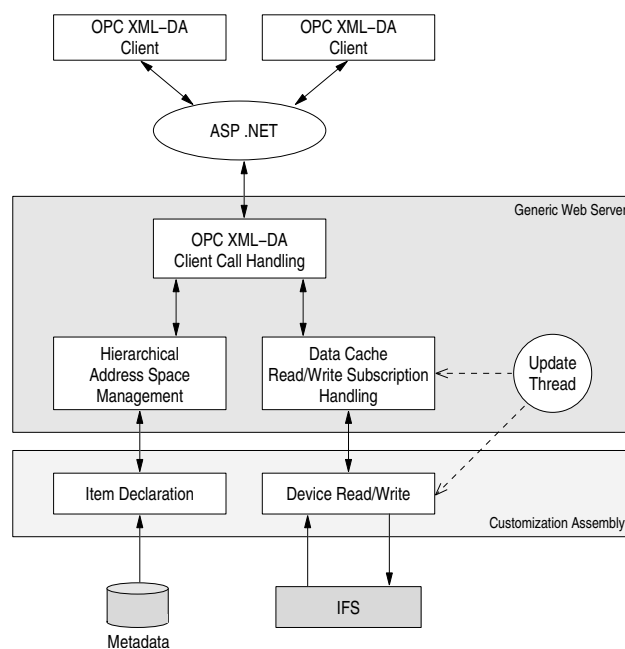 OPC XML–DA
Client
OPC XML–DA
Client
ASP .NET
Generic Web Server
OPC XML–DA
Client Call Handling
Hierarchical
Address Space
Management
Data Cache
Read/Write Subscription
Handling
Update
Thread
Item Declaration
Device Read/Write
Customization Assembly
IFS
Metadata